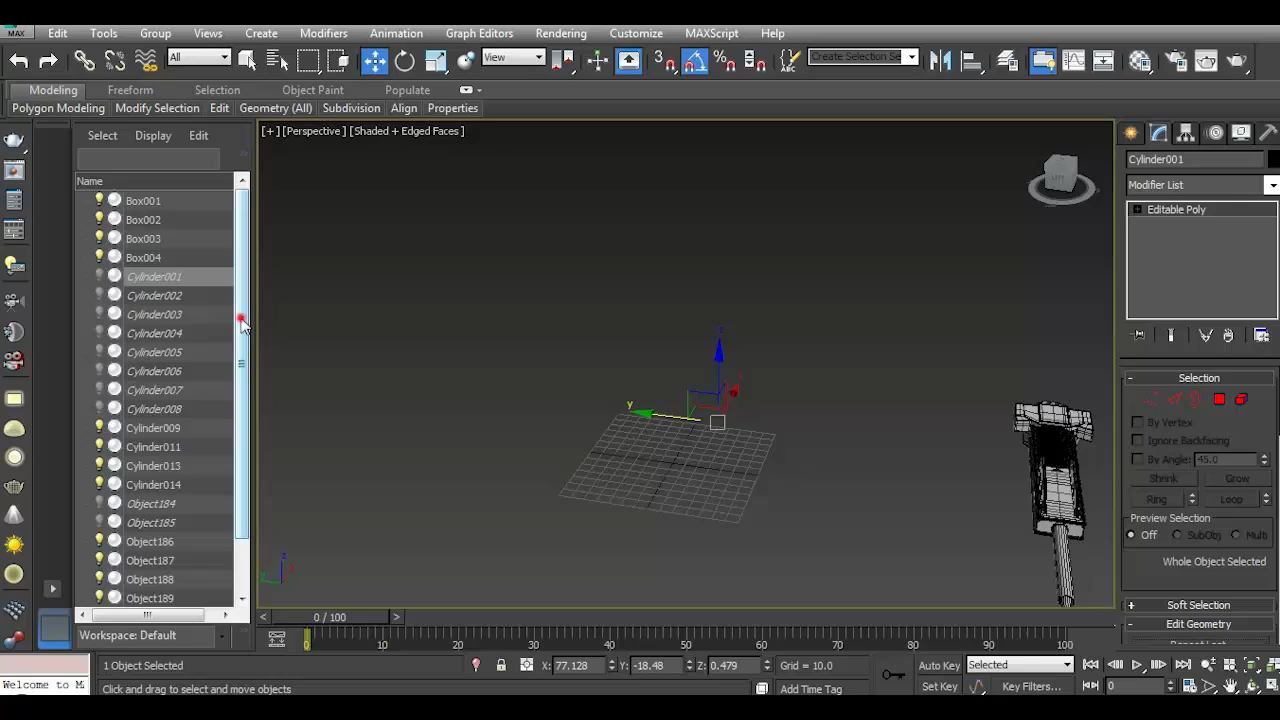 MAX Edit Tools Group Views Create Modifiers Animation Graph Editors Rendering Customize MAXScript Help
All View Create Selection Se
Modeling Freeform Selection Object Paint Populate
Polygon Modeling Modify Selection Edit Geometry (All) Subdivision Align Properties
Select Display Edit
[+] [Perspective] [Shaded + Edged Faces]
Cylinder001
Name
Modifier List
Box001
Editable Poly
Box002
Box003
Box004
Cylinder001
Cylinder002
Cylinder003
Cylinder004
Cylinder005
Cylinder006
Cylinder007
Cylinder008
Cylinder009
Cylinder011
Cylinder013
Cylinder014
Object184
Object185
Object186
Object187
Object188
Object189
z
y
Selection
By Vertex
Ignore Backfacing
By Angle: 45.0
Shrink Grow
Ring Loop
Preview Selection
Off SubObj Multi
Whole Object Selected
Soft Selection
Edit Geometry
Repeat Last
z
< 0 / 100 >
Workspace: Default
0 10 20 30 40 50 60 70 80 90 100
1 Object Selected X: 77.128 Y: -18.48 Z: 0.479 Grid = 10.0 Auto Key Selected
Welcome to M
Click and drag to select and move objects Add Time Tag Set Key Key Filters... 0